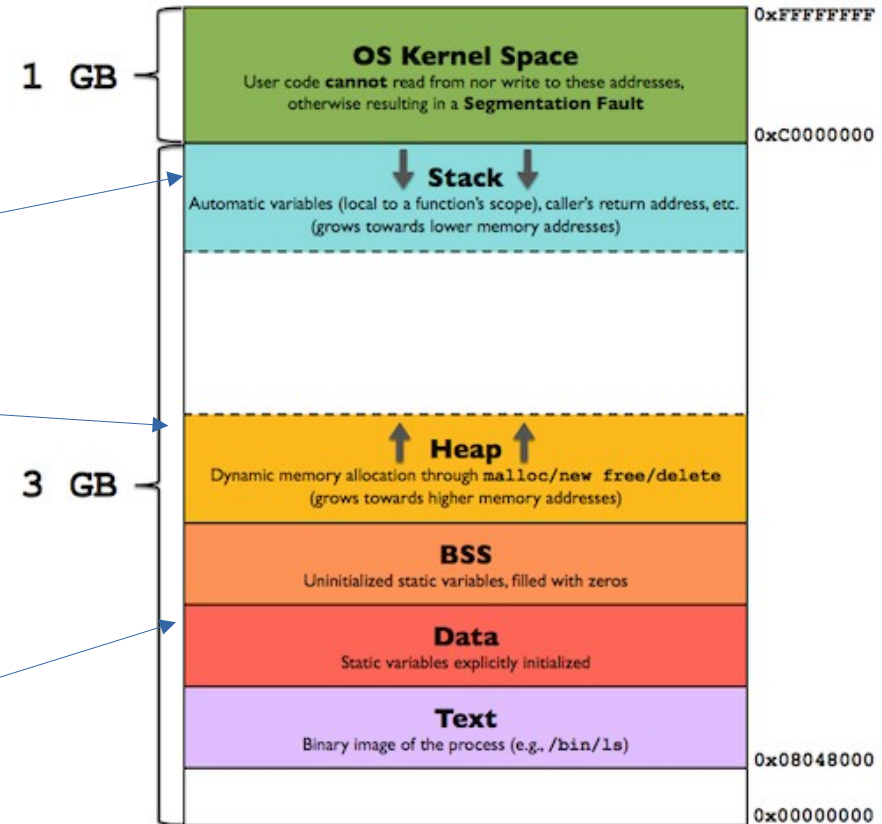 0xFFFFFFFF
1 GB
OS Kernel Space
User code cannot read from nor write to these addresses,
otherwise resulting in a Segmentation Fault
0xC0000000
Stack
Automatic variables (local to a function's scope), caller's return address, etc.
(grows towards lower memory addresses)
3 GB
Heap
Dynamic memory allocation through malloc/new free/delete
(grows towards higher memory addresses)
BSS
Uninitialized static variables, filled with zeros
Data
Static variables explicitly initialized
Text
Binary image of the process (e.g., /bin/ls)
0x08048000
0x00000000